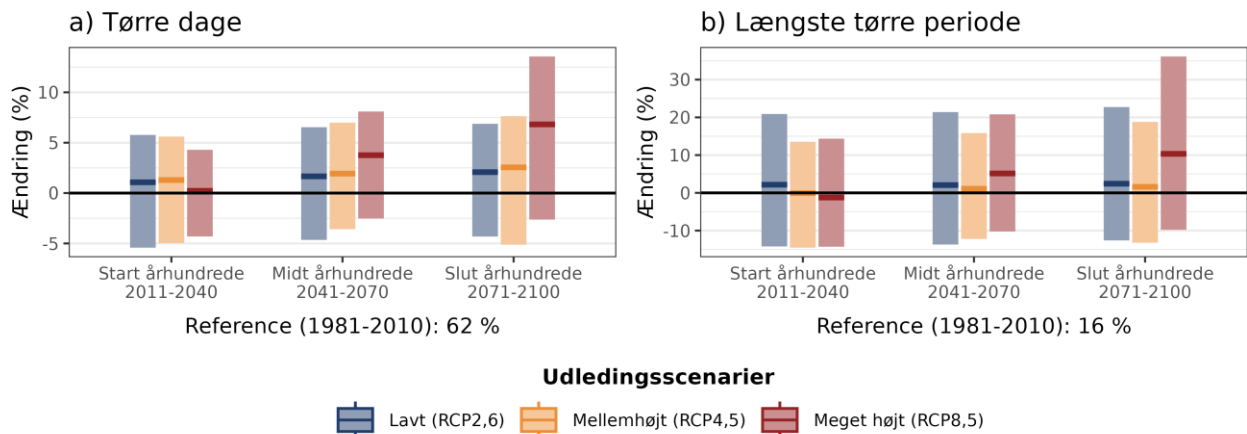 a) Tørre dage
Ændring (%)
10
5
0
-5
Start århundrede
2011-2040
Midt århundrede
2041-2070
Slut århundrede
2071-2100
Reference (1981-2010): 62 %
b) Længste tørre periode
Ændring (%)
30
20
10
0
-10
Start århundrede
2011-2040
Midt århundrede
2041-2070
Slut århundrede
2071-2100
Reference (1981-2010): 16 %
Udledingsscenarier
Lavt (RCP2,6)
Mellemhøjt (RCP4,5)
Meget højt (RCP8,5)